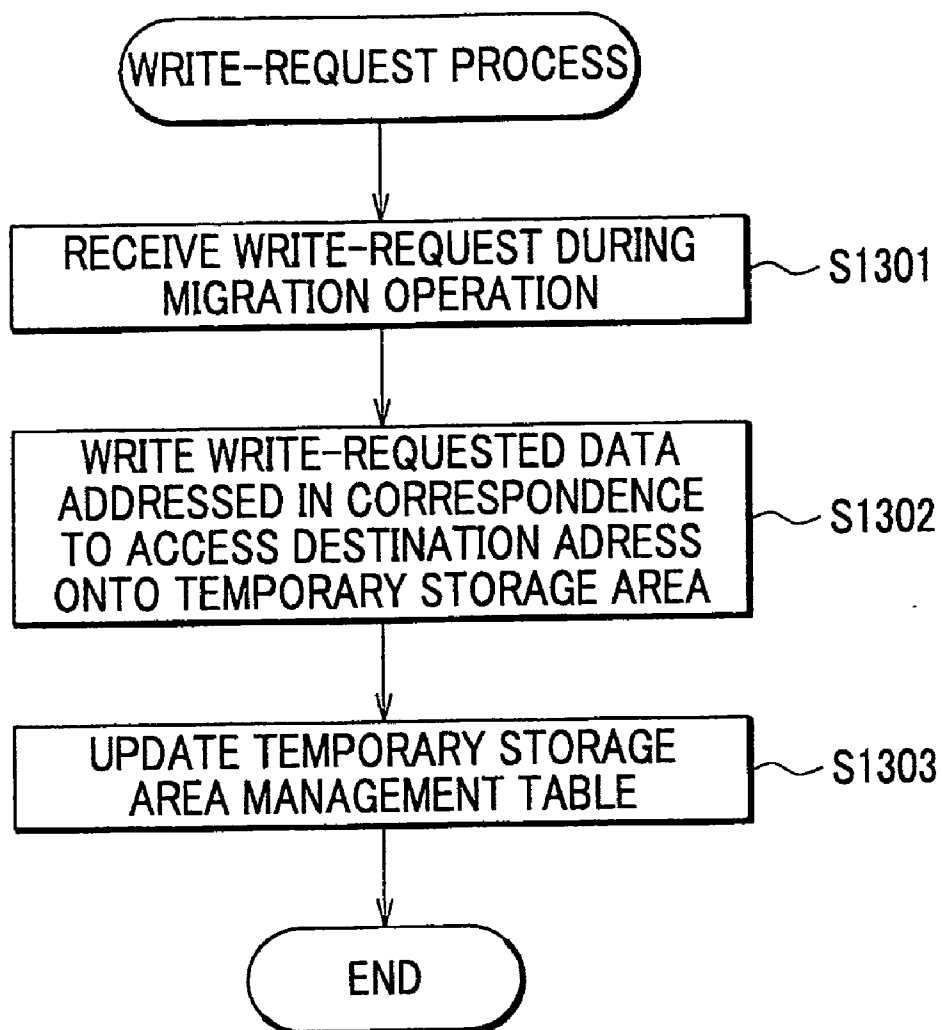 WRITE-REQUEST PROCESS
RECEIVE WRITE-REQUEST DURING
MIGRATION OPERATION
S1301
WRITE WRITE-REQUESTED DATA
ADDRESSED IN CORRESPONDENCE
TO ACCESS DESTINATION ADRESS
ONTO TEMPORARY STORAGE AREA
S1302
UPDATE TEMPORARY STORAGE
AREA MANAGEMENT TABLE
S1303
END